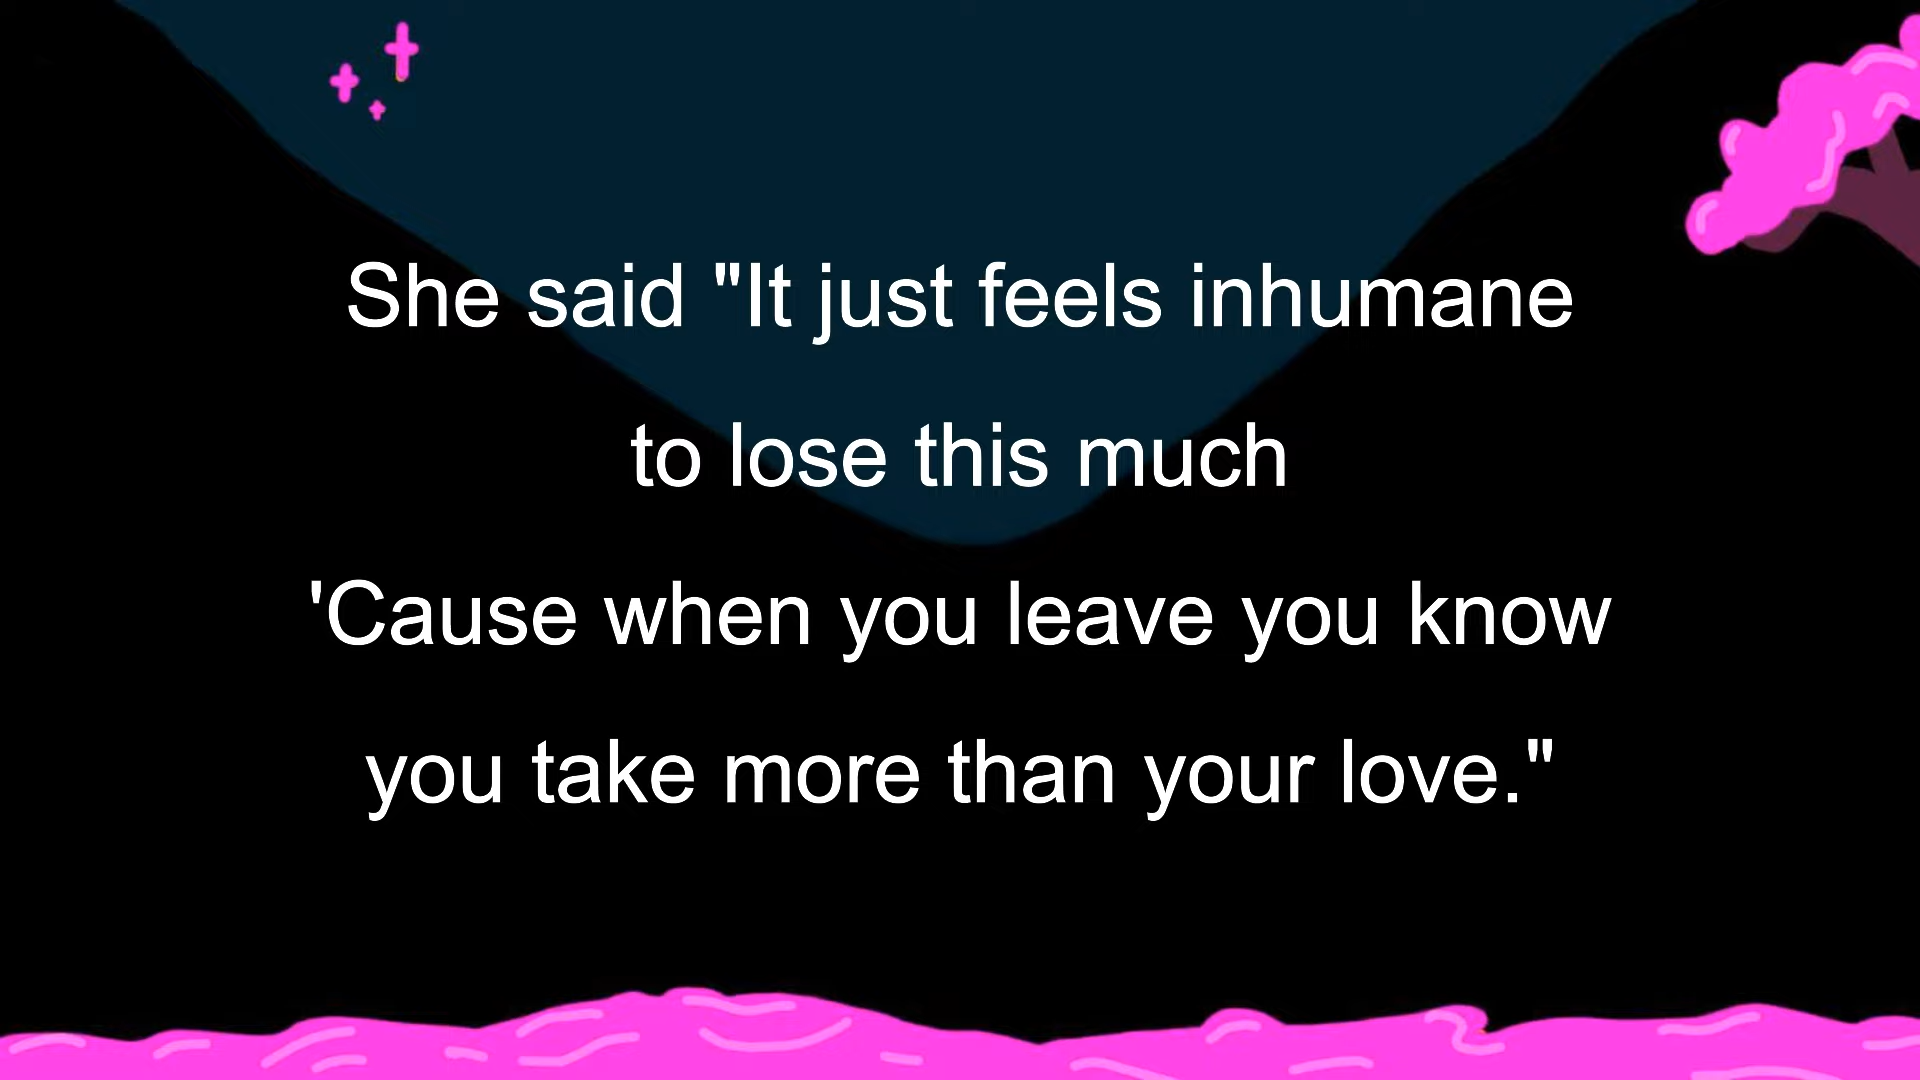 She said "It just feels inhumane
to lose this much
'Cause when you leave you know
you take more than your love."